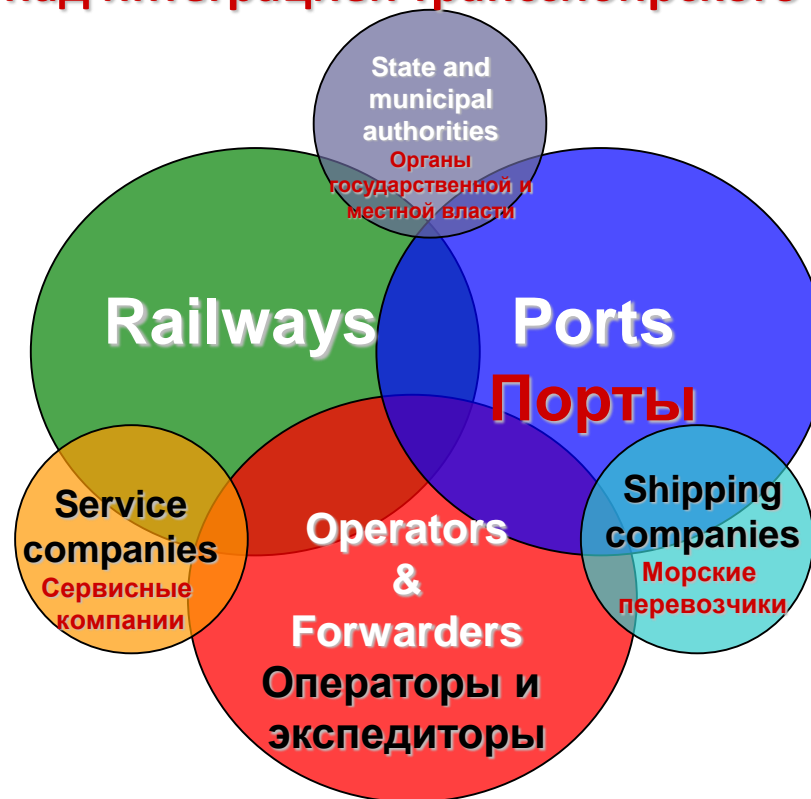 State and
municipal
authorities
Органы
государственной и
местной власти
Railways
Ports
Порты
Service
companies
Сервисные
компании
Operators
&
Forwarders
Операторы и
экспедиторы
Shipping
companies
Морские
перевозчики